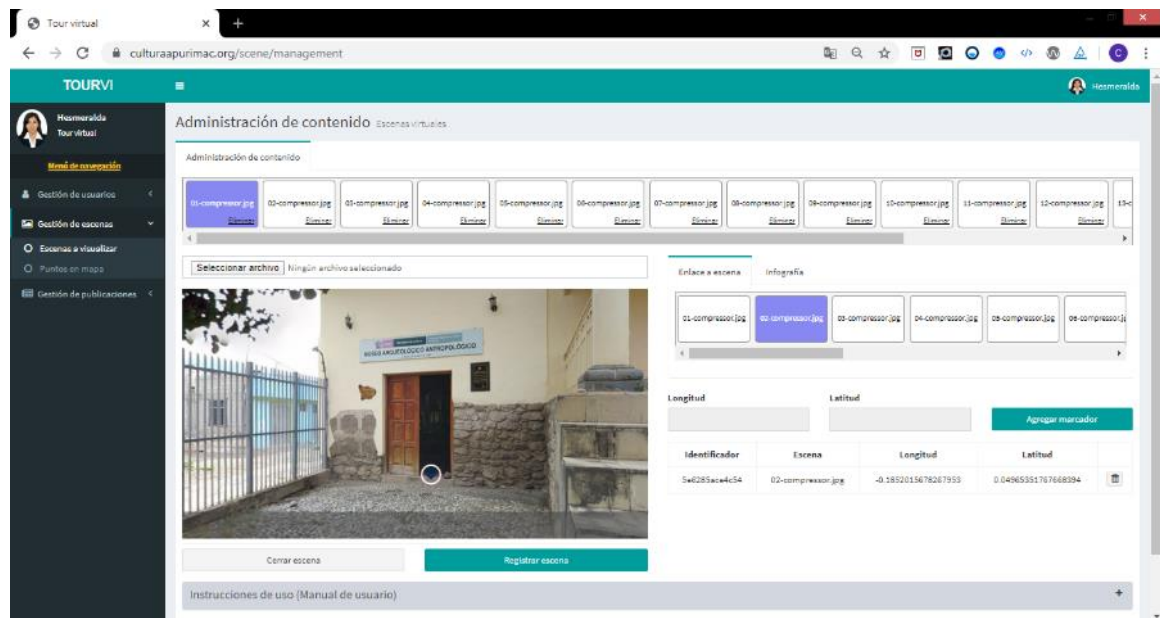 Tour virtual
culturaapurimac.org/scene/management
TOURVI
Hesmeralda
Hesmeralda
Tour virtual
Menú de navegación
Gestión de usuarios
Gestión de escenas
Escenas a visualizar
Puntos en mapa
Gestión de publicaciones
Administración de contenido Escenas virtuales
Administración de contenido
01-compressor.jpg 02-compressor.jpg 03-compressor.jpg 04-compressor.jpg 05-compressor.jpg 06-compressor.jpg 07-compressor.jpg 08-compressor.jpg 09-compressor.jpg 10-compressor.jpg 11-compressor.jpg 12-compressor.jpg 13-c
Eliminar Eliminar Eliminar Eliminar Eliminar Eliminar Eliminar Eliminar Eliminar Eliminar Eliminar Eliminar
Seleccionar archivo Ningún archivo seleccionado
MUSEO ARQUEOLÓGICO ANTROPOLÓGICO
Cerrar escena Registrar escena
Enlace a escena Infografía
01-compressor.jpg 02-compressor.jpg 03-compressor.jpg 04-compressor.jpg 05-compressor.jpg 06-compressor.j
Longitud Latitud
Agregar marcador
Identificador Escena Longitud Latitud
5e6285ace4c54 02-compressor.jpg -0.1852015678267953 0.04965351767668394
Instrucciones de uso (Manual de usuario)